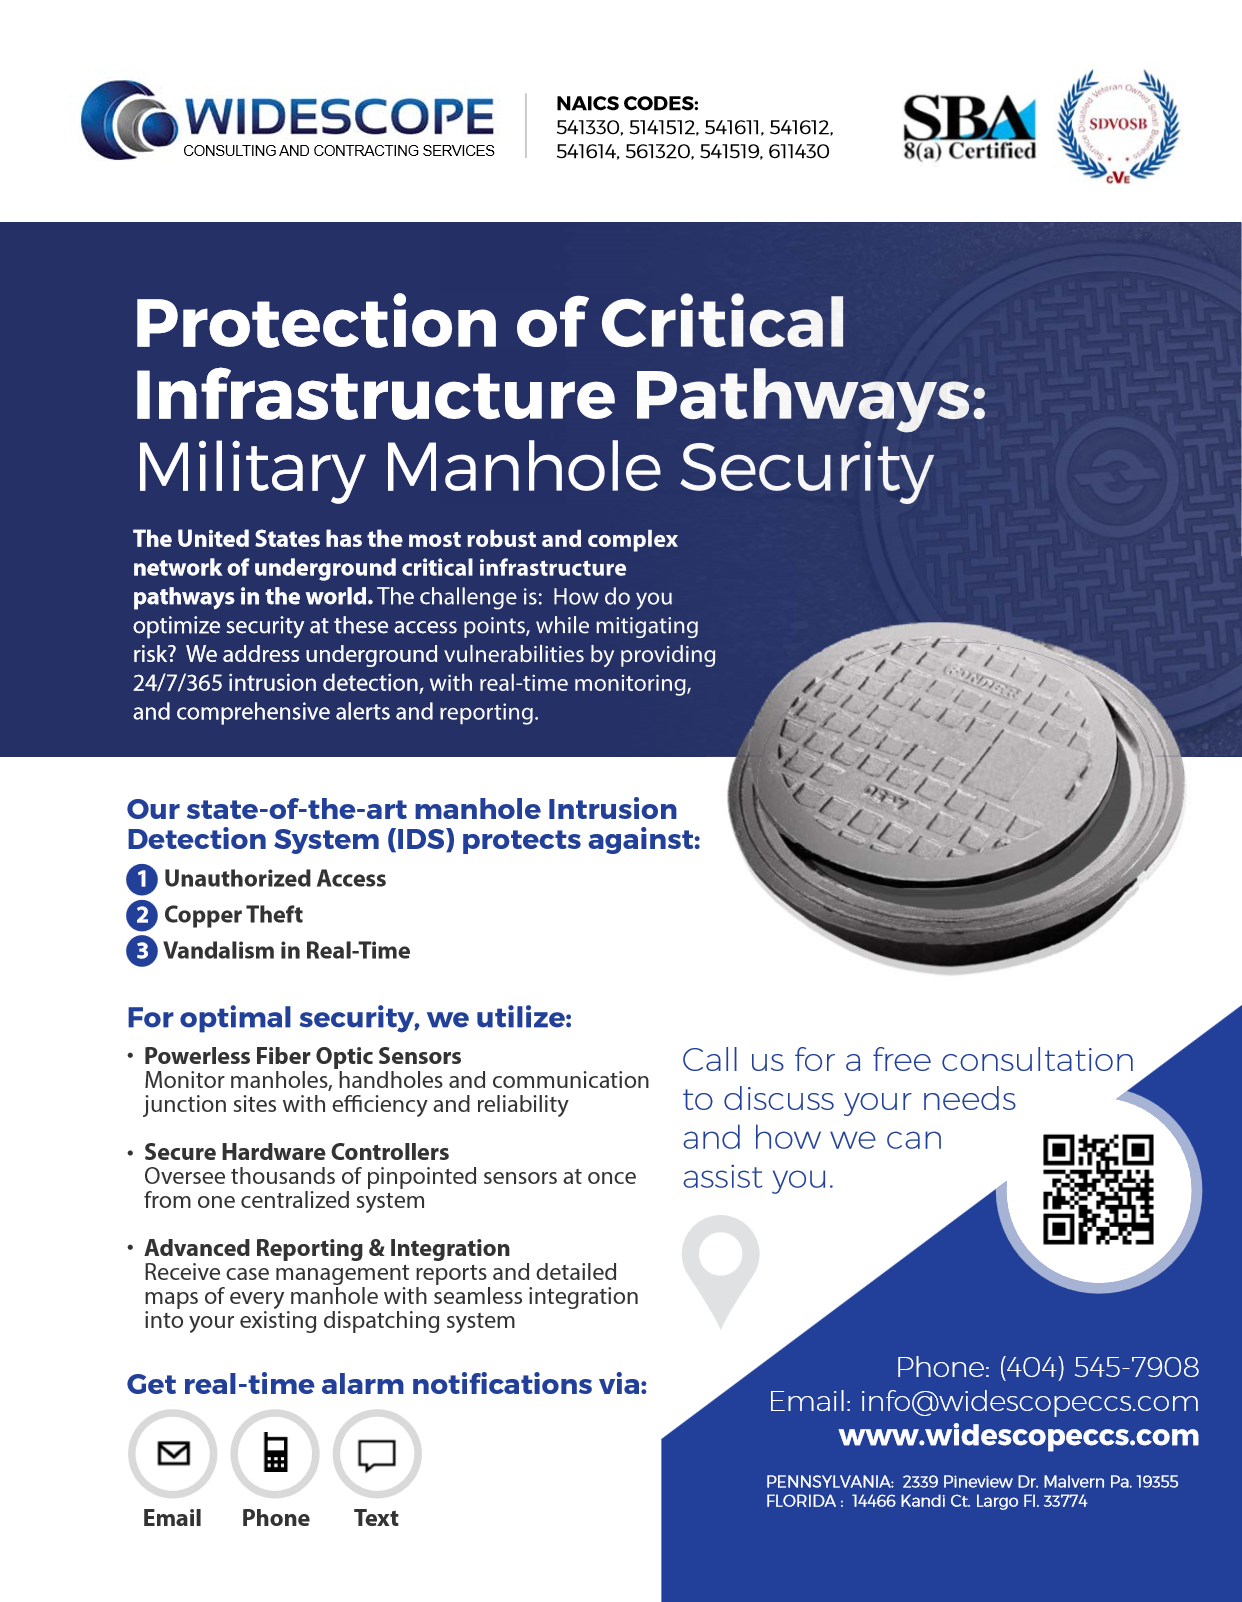 WIDESCOPE
CONSULTING AND CONTRACTING SERVICES
NAICS CODES:
541330, 5141512, 541611, 541612,
541614, 561320, 541519, 611430
SBA
8(a) Certified
Service Disabled Veteran Owned Small Business
SDVOSB
CVE
Protection of Critical
Infrastructure Pathways:
Military Manhole Security
The United States has the most robust and complex
network of underground critical infrastructure
pathways in the world. The challenge is:  How do you
optimize security at these access points, while mitigating
risk?  We address underground vulnerabilities by providing
24/7/365 intrusion detection, with real-time monitoring,
and comprehensive alerts and reporting.
Our state-of-the-art manhole Intrusion
Detection System (IDS) protects against:
1 Unauthorized Access
2 Copper Theft
3 Vandalism in Real-Time
For optimal security, we utilize:
• Powerless Fiber Optic Sensors
Monitor manholes, handholes and communication
junction sites with efficiency and reliability
• Secure Hardware Controllers
Oversee thousands of pinpointed sensors at once
from one centralized system
• Advanced Reporting & Integration
Receive case management reports and detailed
maps of every manhole with seamless integration
into your existing dispatching system
Get real-time alarm notifications via:
Email Phone Text
Call us for a free consultation
to discuss your needs
and how we can
assist you.
Phone: (404) 545-7908
Email: info@widescopeccs.com
www.widescopeccs.com
PENNSYLVANIA:  2339 Pineview Dr. Malvern Pa. 19355
FLORIDA :  14466 Kandi Ct. Largo Fl. 33774